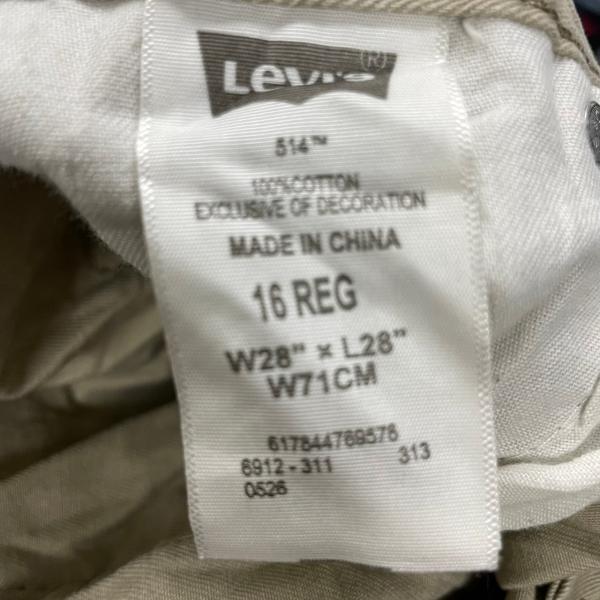 Levi's (R)
514™
100%COTTON
EXCLUSIVE OF DECORATION
MADE IN CHINA
16 REG
W28" x L28"
W71CM
617844769576
6912-311 313
0526